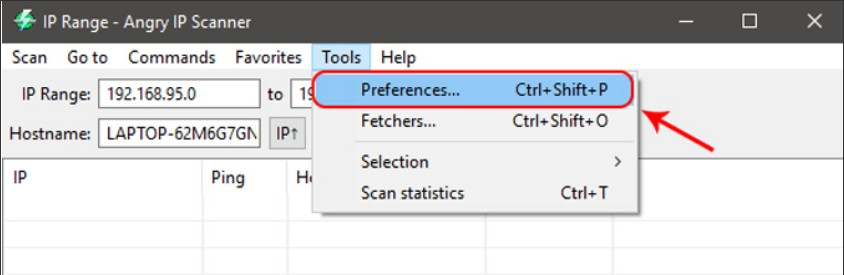 IP Range - Angry IP Scanner
Scan Go to Commands Favorites Tools Help
IP Range: 192.168.95.0 to
Preferences... Ctrl+Shift+P
Fetchers... Ctrl+Shift+O
Hostname: LAPTOP-62M6G7GN IP↑
Selection >
IP Ping
Scan statistics Ctrl+T